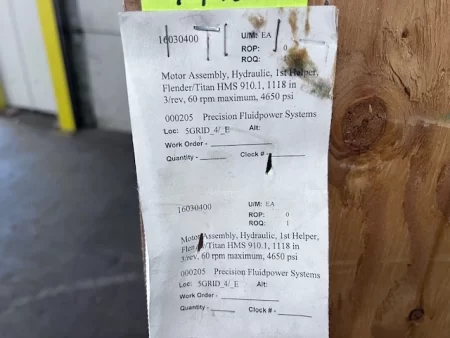 16030400 U/M: EA
ROP: 0
ROQ:
Motor Assembly, Hydraulic, 1st Helper,
Flender/Titan HMS 910.1, 1118 in
3/rev, 60 rpm maximum, 4650 psi
000205 Precision Fluidpower Systems
Loc: 5GRID_4/_E Alt:
Work Order -
Quantity - Clock # -
16030400 U/M: EA
ROP: 0
ROQ: 1
Motor Assembly, Hydraulic, 1st Helper,
HMS 910.1, 1118 in
3/rev, 60 rpm maximum, 4650 psi
000205 Precision Fluidpower Systems
Loc: 5GRID_4/_E Alt:
Work Order -
Quantity - Clock # -